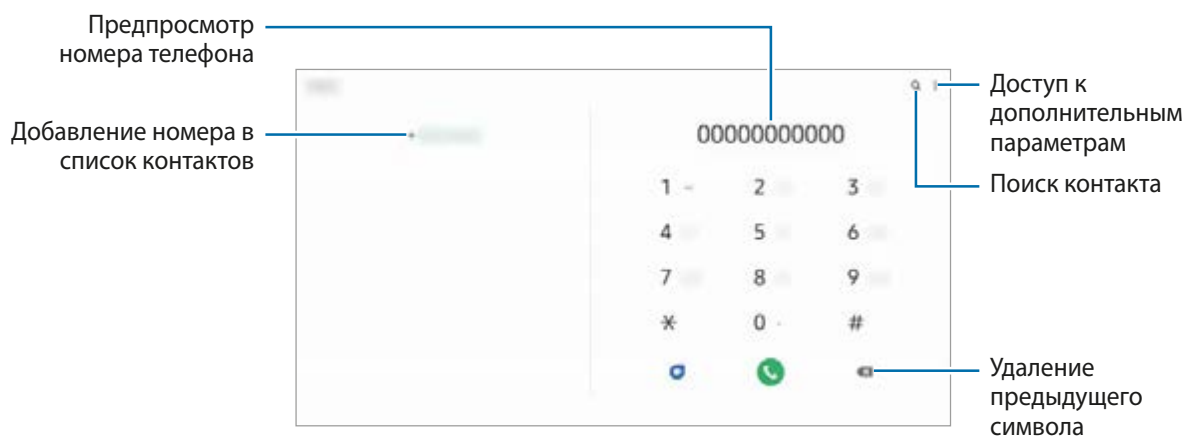 Предпросмотр
номера телефона
Добавление номера в
список контактов
00000000000
1 2 3
4 5 6
7 8 9
* 0 #
Доступ к
дополнительным
параметрам
Поиск контакта
Удаление
предыдущего
символа